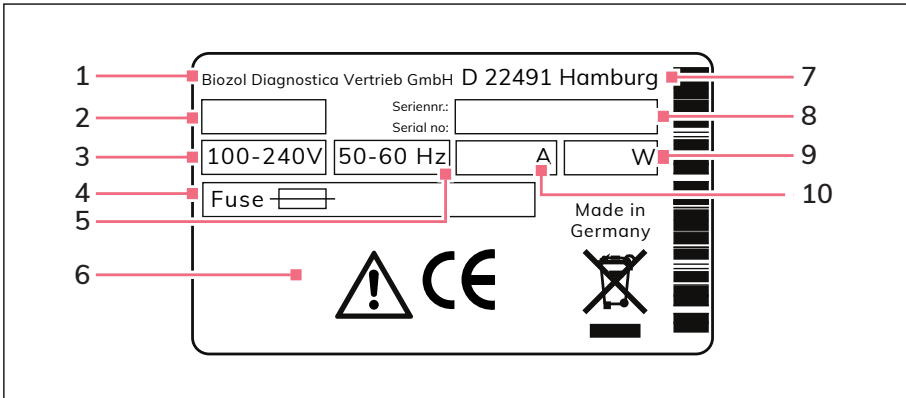 1 Biozol Diagnostica Vertrieb GmbH D 22491 Hamburg 7
2 Seriennr.: 8
Serial no:
3 100-240V 50-60 Hz A W 9
4 Fuse 10
5 Made in
Germany
6 CE